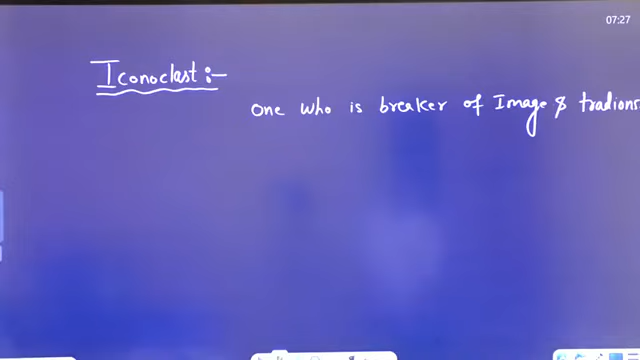 07:27
Iconoclast :-
One who is breaker of Image & tradions